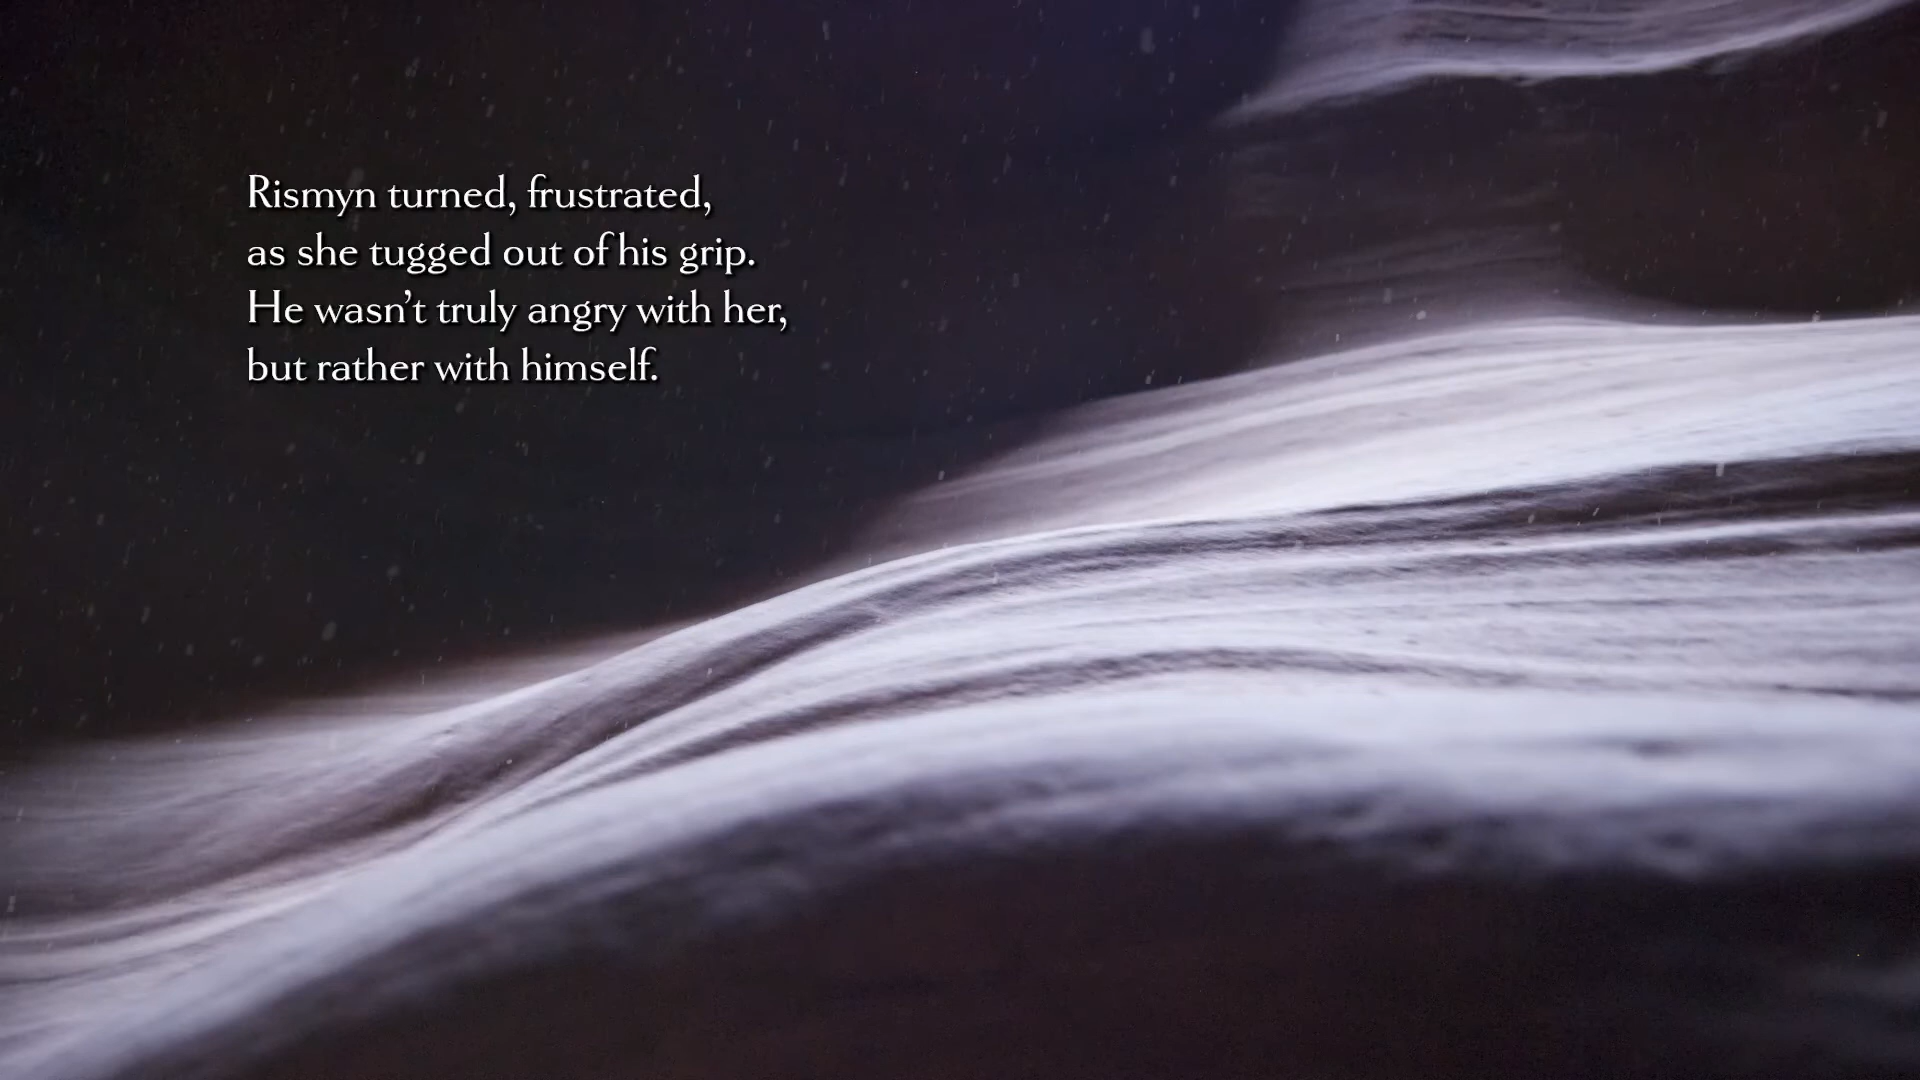 Rismyn turned, frustrated,
as she tugged out of his grip.
He wasn’t truly angry with her,
but rather with himself.